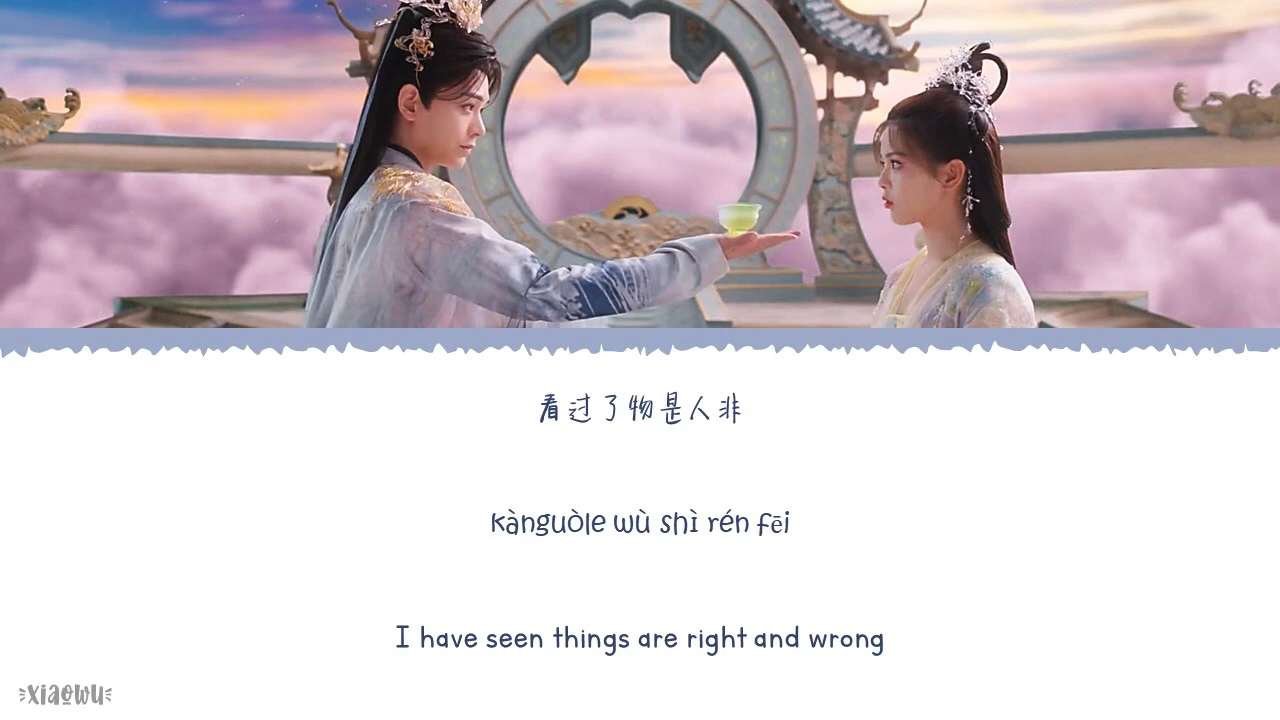 看过了物是人非
kànguòle wù shì rén fēi
I have seen things are right and wrong
xiaowu